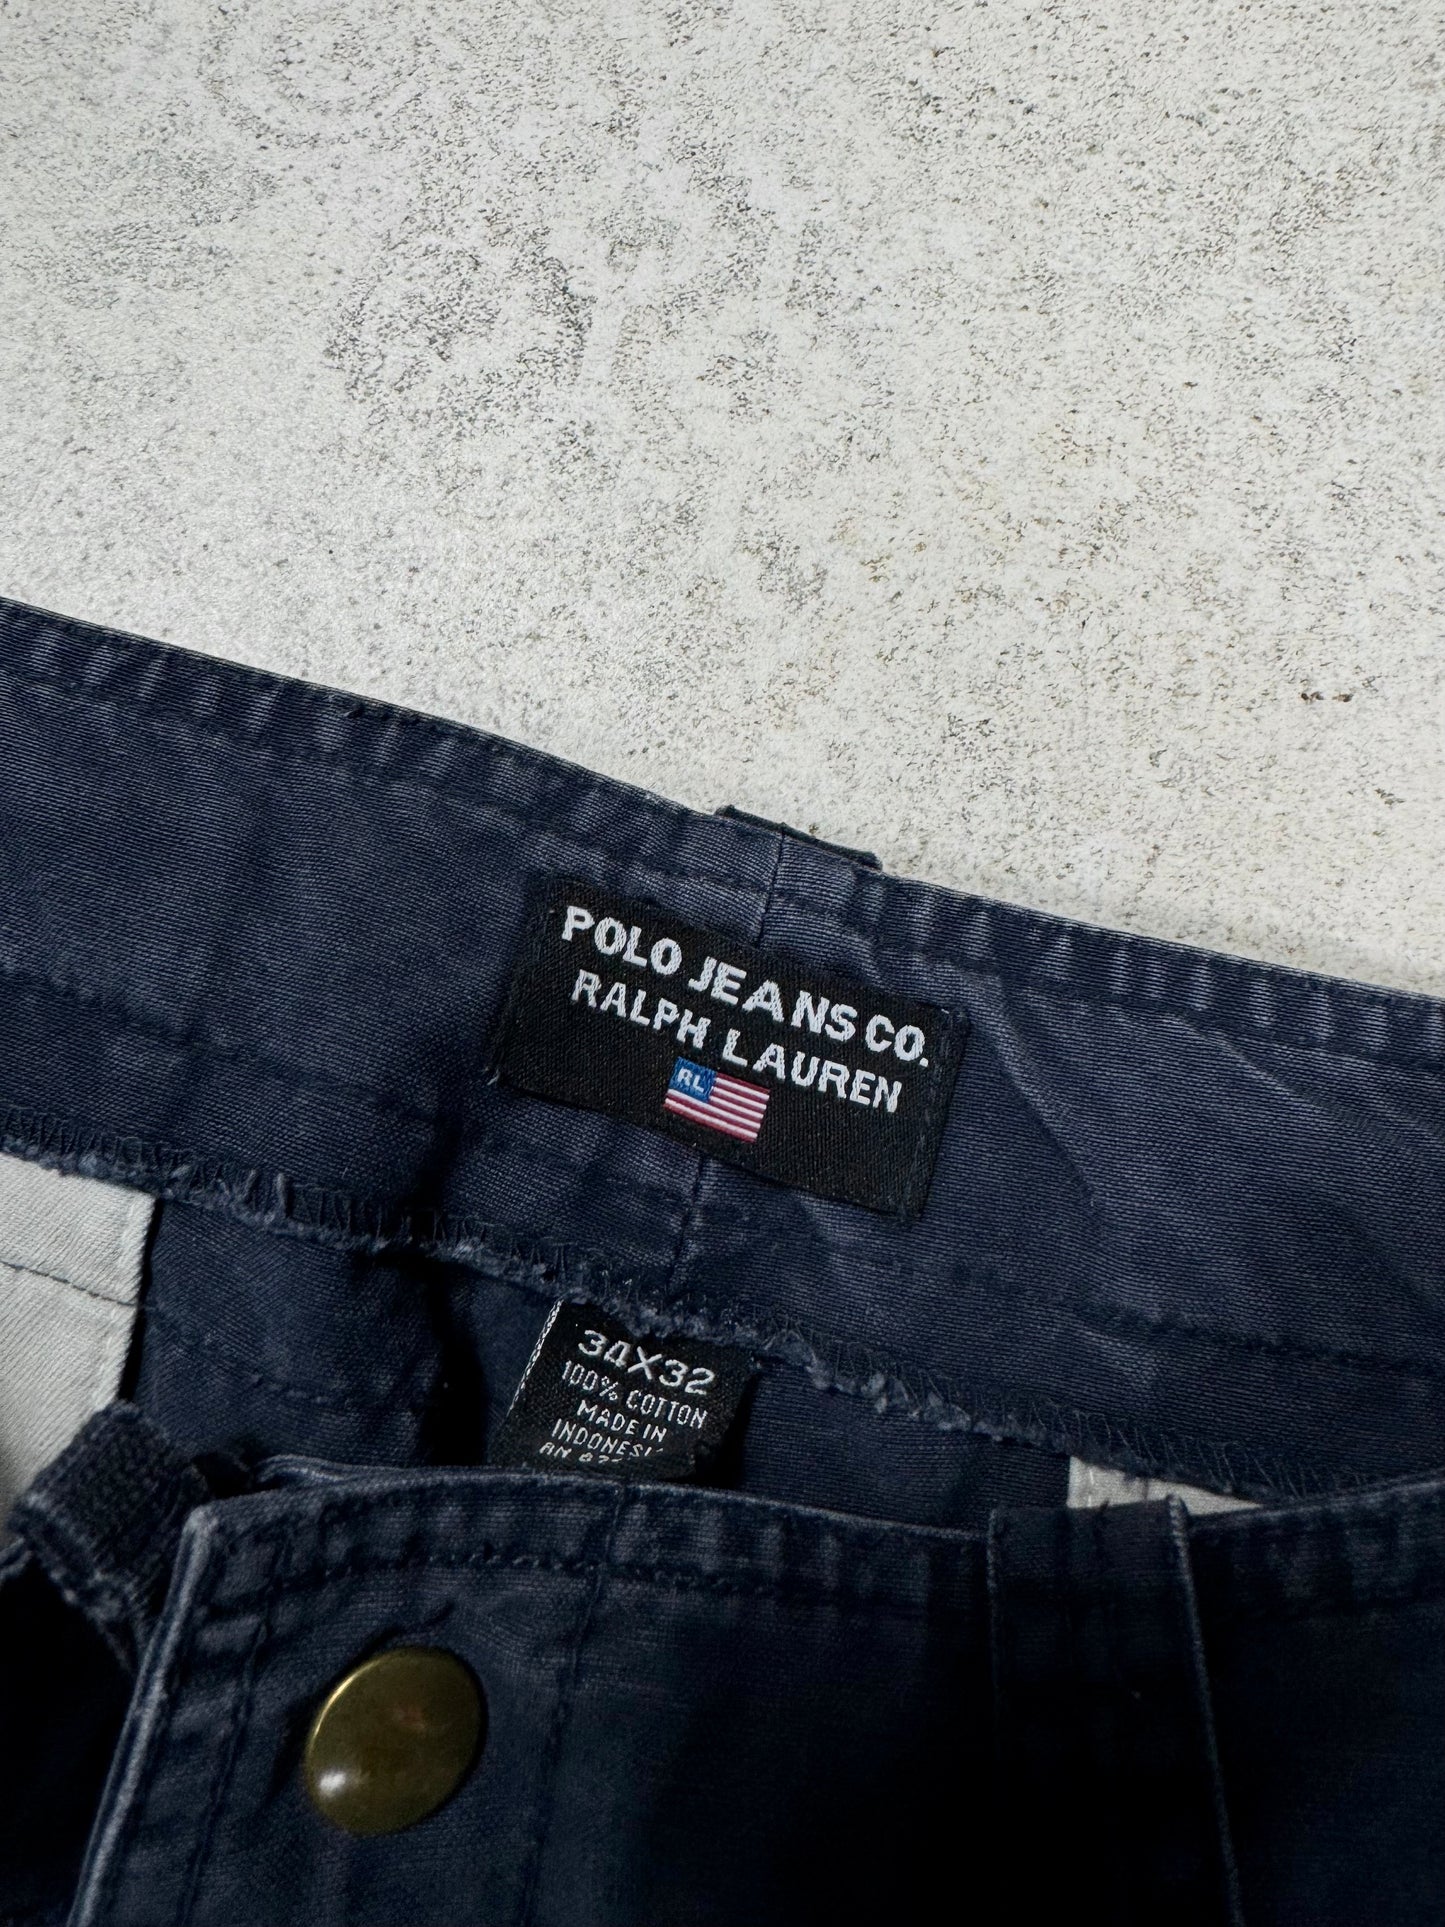 POLO JEANS CO.
RALPH LAUREN
RL
34X32
100% COTTON
MADE IN